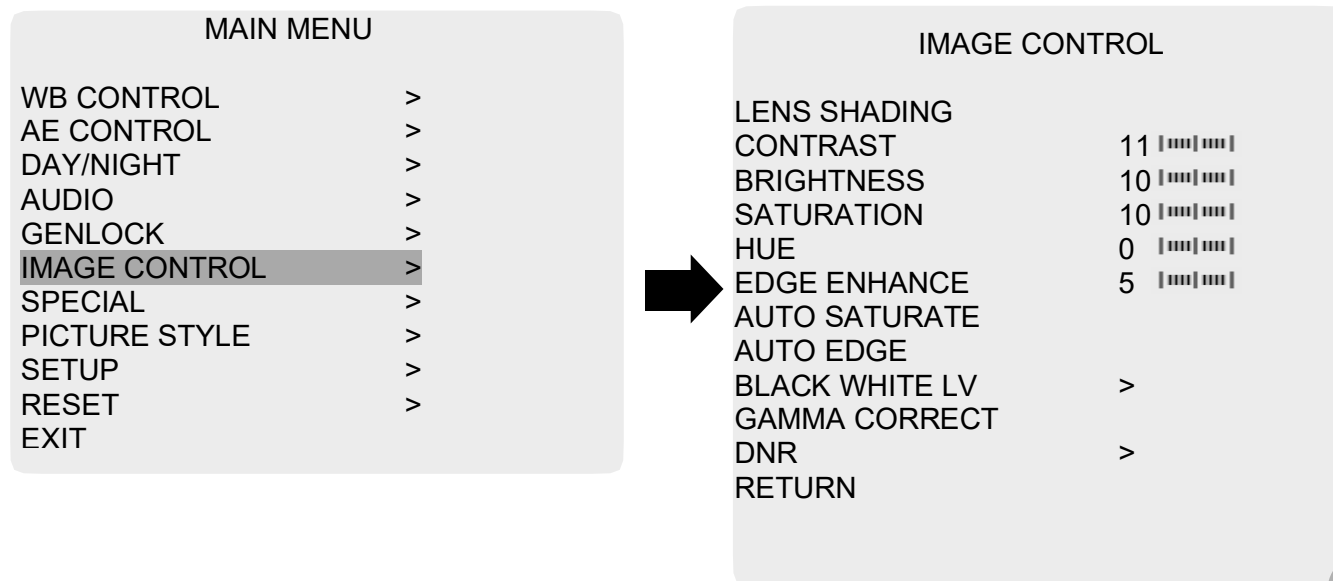 MAIN MENU
WB CONTROL >
AE CONTROL >
DAY/NIGHT >
AUDIO >
GENLOCK >
IMAGE CONTROL >
SPECIAL >
PICTURE STYLE >
SETUP >
RESET >
EXIT
IMAGE CONTROL
LENS SHADING
CONTRAST 11
BRIGHTNESS 10
SATURATION 10
HUE 0
EDGE ENHANCE 5
AUTO SATURATE
AUTO EDGE
BLACK WHITE LV >
GAMMA CORRECT
DNR >
RETURN